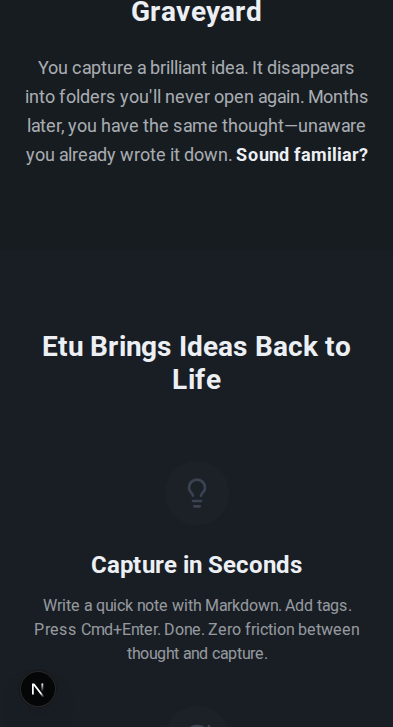 Graveyard
You capture a brilliant idea. It disappears
into folders you'll never open again. Months
later, you have the same thought—unaware
you already wrote it down. Sound familiar?
Etu Brings Ideas Back to
Life
Capture in Seconds
Write a quick note with Markdown. Add tags.
Press Cmd+Enter. Done. Zero friction between
thought and capture.
N